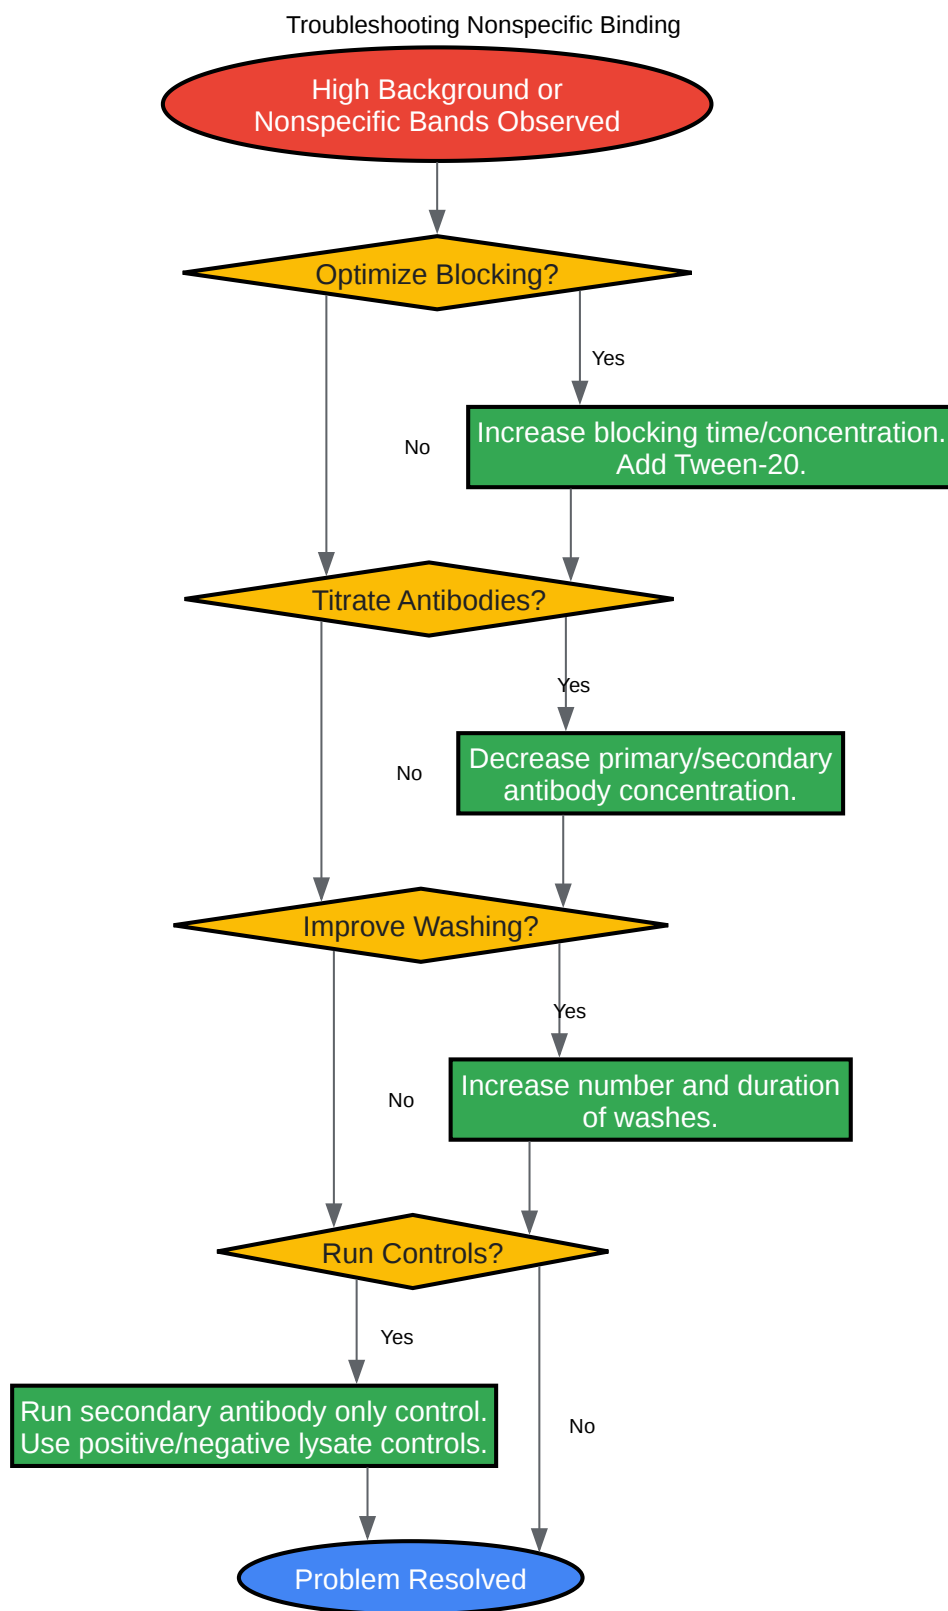 Troubleshooting Nonspecific Binding
High Background or
Nonspecific Bands Observed
Optimize Blocking?
Yes
No
Increase blocking time/concentration.
Add Tween-20.
Titrate Antibodies?
Yes
No
Decrease primary/secondary
antibody concentration.
Improve Washing?
Yes
No
Increase number and duration
of washes.
Run Controls?
Yes
Run secondary antibody only control.
Use positive/negative lysate controls.
No
Problem Resolved